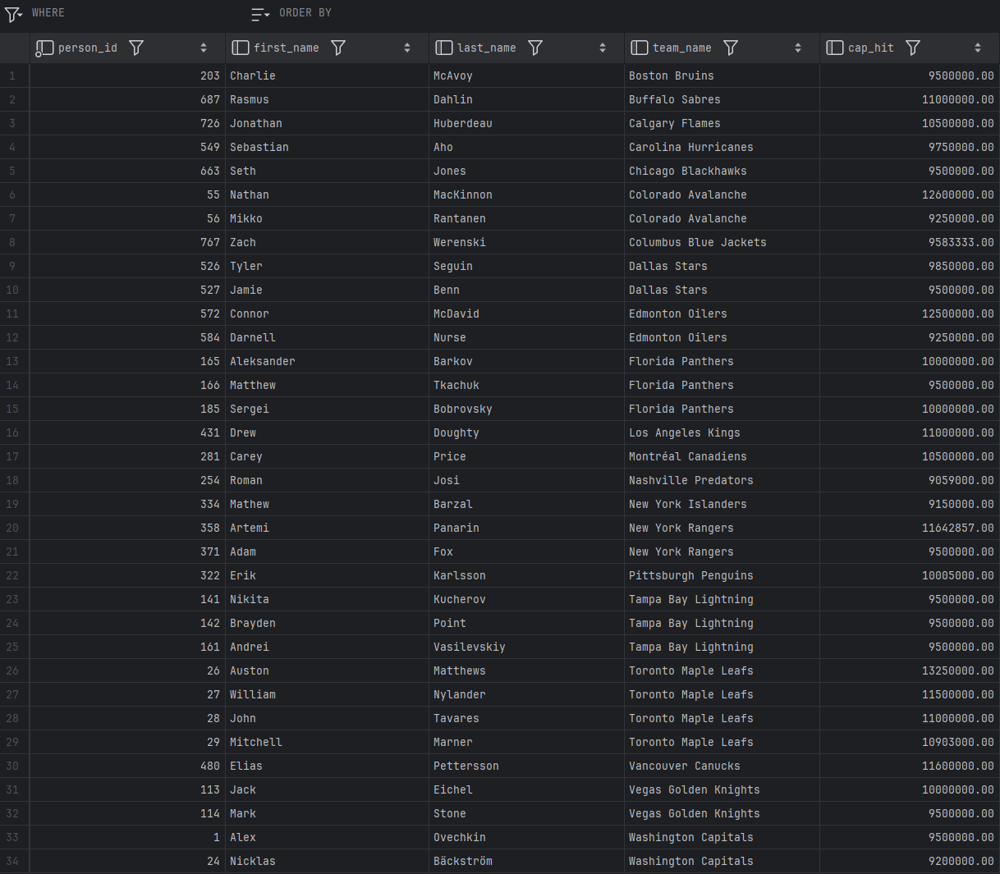 WHERE ORDER BY
person_id first_name last_name team_name cap_hit
1 203 Charlie McAvoy Boston Bruins 9500000.00
2 687 Rasmus Dahlin Buffalo Sabres 11000000.00
3 726 Jonathan Huberdeau Calgary Flames 10500000.00
4 549 Sebastian Aho Carolina Hurricanes 9750000.00
5 663 Seth Jones Chicago Blackhawks 9500000.00
6 55 Nathan MacKinnon Colorado Avalanche 12600000.00
7 56 Mikko Rantanen Colorado Avalanche 9250000.00
8 767 Zach Werenski Columbus Blue Jackets 9583333.00
9 526 Tyler Seguin Dallas Stars 9850000.00
10 527 Jamie Benn Dallas Stars 9500000.00
11 572 Connor McDavid Edmonton Oilers 12500000.00
12 584 Darnell Nurse Edmonton Oilers 9250000.00
13 165 Aleksander Barkov Florida Panthers 10000000.00
14 166 Matthew Tkachuk Florida Panthers 9500000.00
15 185 Sergei Bobrovsky Florida Panthers 10000000.00
16 431 Drew Doughty Los Angeles Kings 11000000.00
17 281 Carey Price Montréal Canadiens 10500000.00
18 254 Roman Josi Nashville Predators 9059000.00
19 334 Mathew Barzal New York Islanders 9150000.00
20 358 Artemi Panarin New York Rangers 11642857.00
21 371 Adam Fox New York Rangers 9500000.00
22 322 Erik Karlsson Pittsburgh Penguins 10005000.00
23 141 Nikita Kucherov Tampa Bay Lightning 9500000.00
24 142 Brayden Point Tampa Bay Lightning 9500000.00
25 161 Andrei Vasilevskiy Tampa Bay Lightning 9500000.00
26 26 Auston Matthews Toronto Maple Leafs 13250000.00
27 27 William Nylander Toronto Maple Leafs 11500000.00
28 28 John Tavares Toronto Maple Leafs 11000000.00
29 29 Mitchell Marner Toronto Maple Leafs 10903000.00
30 480 Elias Pettersson Vancouver Canucks 11600000.00
31 113 Jack Eichel Vegas Golden Knights 10000000.00
32 114 Mark Stone Vegas Golden Knights 9500000.00
33 1 Alex Ovechkin Washington Capitals 9500000.00
34 24 Nicklas Bäckström Washington Capitals 9200000.00